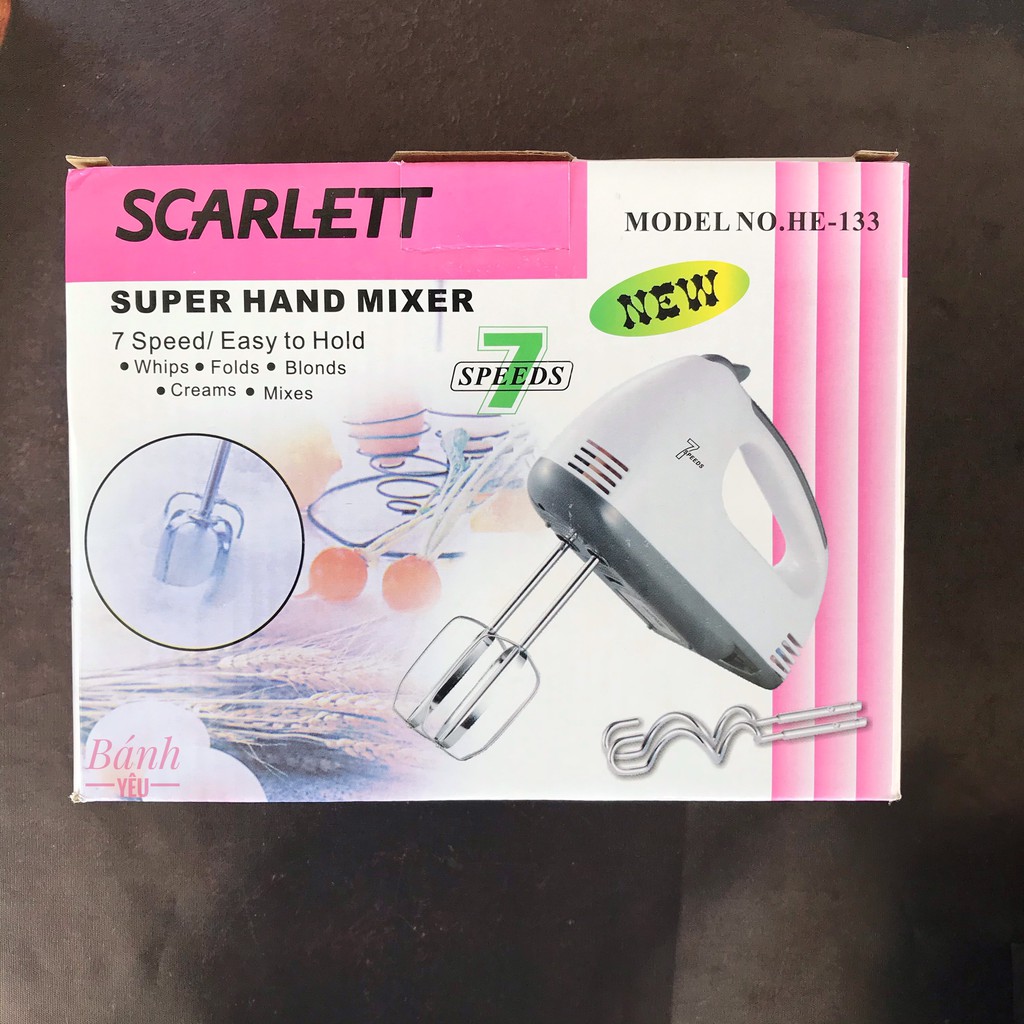 SCARLETT
MODEL NO.HE-133
SUPER HAND MIXER
NEW
7 Speed/ Easy to Hold
• Whips • Folds • Blonds
• Creams • Mixes
7
SPEEDS
7
SPEEDS
Bánh
YÊU